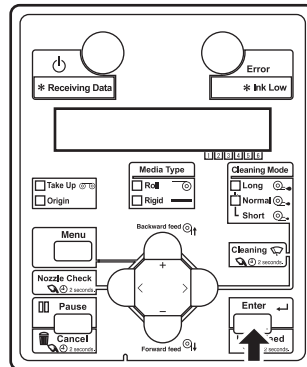 Error
* Receiving Data
* Ink Low
1 2 3 4 5 6
Media Type
Cleaning Mode
Take Up
Roll
Long
Origin
Rigid
Normal
Short
Menu
Backward feed
Cleaning
2 seconds.
+
Nozzle Check
2 seconds.
< >
Pause
Enter
−
Cancel
2 seconds.
Forward feed